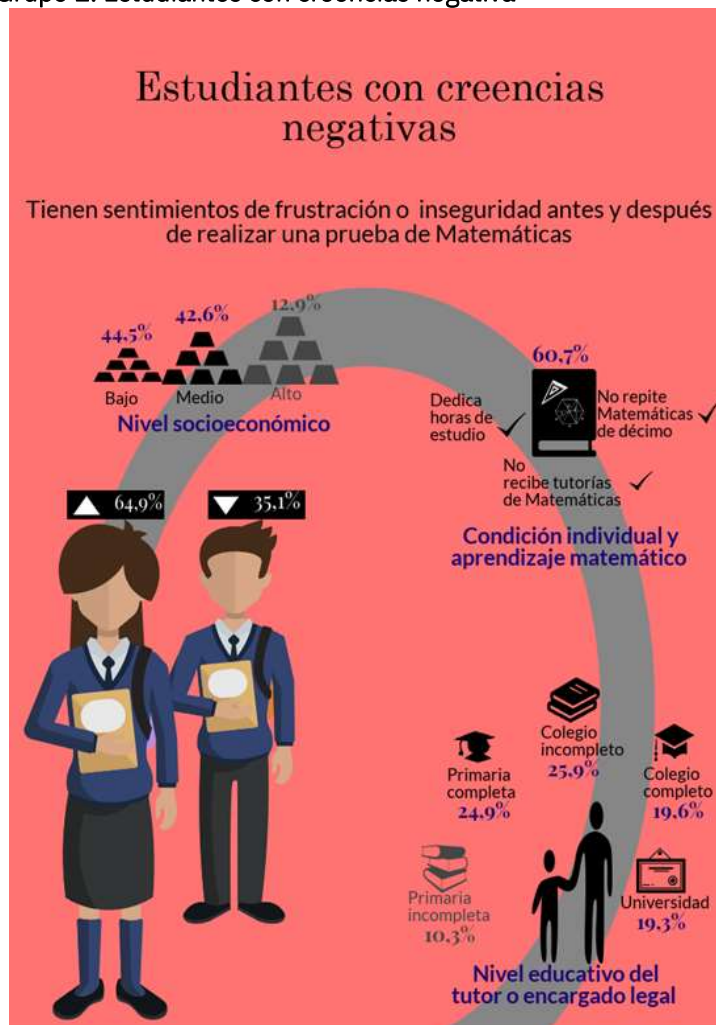 Grupo 2. Estudiantes con creencias negativa
Estudiantes con creencias
negativas
Tienen sentimientos de frustración o inseguridad antes y después
de realizar una prueba de Matemáticas
44,5%
42,6%
12,9%
Bajo
Medio
Alto
Nivel socioeconómico
60,7%
Dedica
horas de
estudio
No repite
Matemáticas
de décimo
No
recibe tutorías
de Matemáticas
Condición individual y
aprendizaje matemático
64,9%
35,1%
Colegio
incompleto
25,9%
Primaria
completa
24,9%
Colegio
completo
19,6%
Primaria
incompleta
10,3%
Universidad
19,3%
Nivel educativo del
tutor o encargado legal